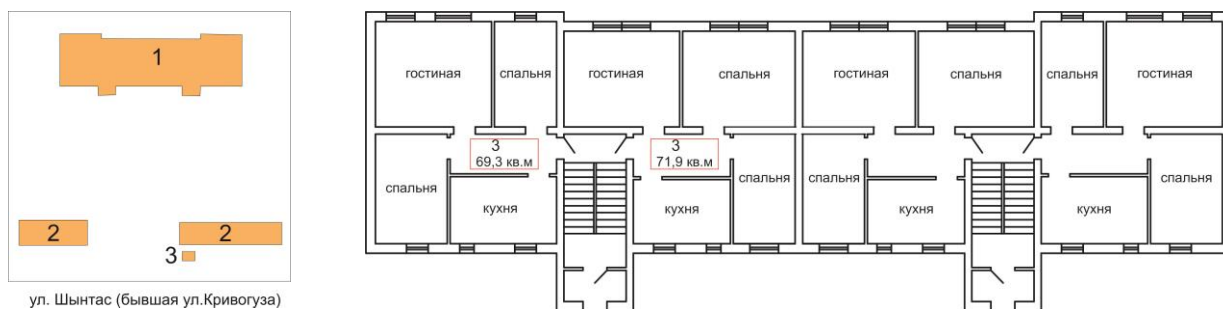 1
2
2
3
ул. Шынтас (бывшая ул.Кривогуза)
гостиная
спальня
гостиная
спальня
гостиная
спальня
спальня
гостиная
3
69,3 кв.м
3
71,9 кв.м
спальня
кухня
кухня
спальня
спальня
кухня
кухня
спальня